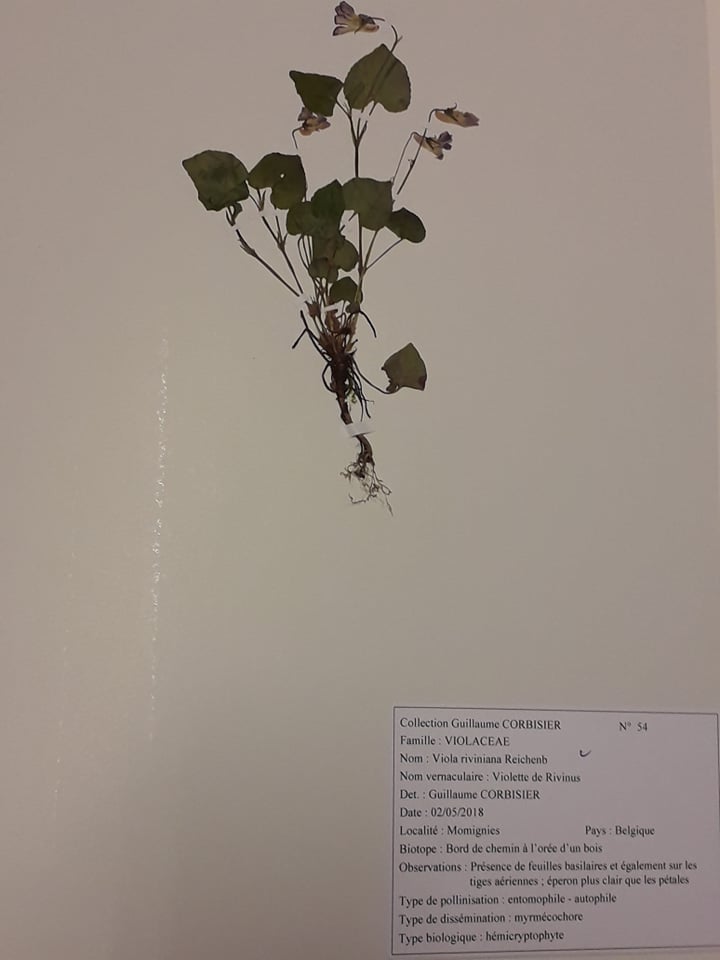 Collection Guillaume CORBISIER N° 54
Famille : VIOLACEAE
Nom : Viola riviniana Reichenb
Nom vernaculaire : Violette de Rivinus
Det. : Guillaume CORBISIER
Date : 02/05/2018
Localité : Momignies Pays : Belgique
Biotope : Bord de chemin à l'orée d'un bois
Observations : Présence de feuilles basilaires et également sur les
tiges aériennes ; éperon plus clair que les pétales
Type de pollinisation : entomophile - autophile
Type de dissémination : myrmécochore
Type biologique : hémicryptophyte